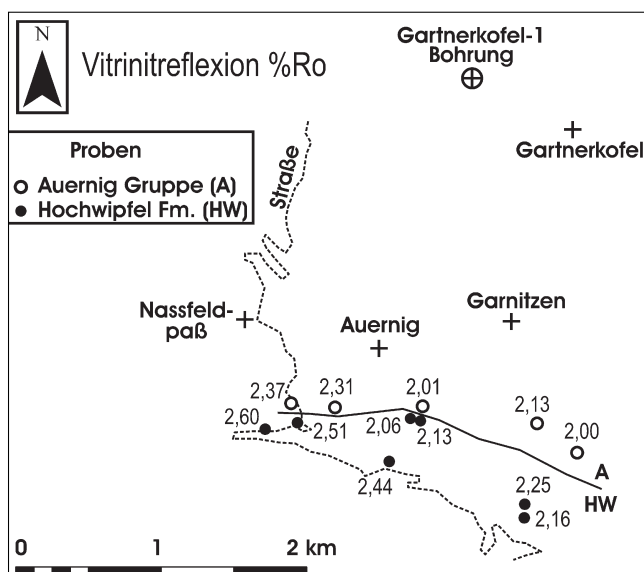 N
Vitrinitreflexion %Ro
Gartnerkofel-1
Bohrung
Gartnerkofel
Proben
Auernig Gruppe (A)
Hochwipfel Fm. (HW)
Straße
Nassfeld-
paß
Auernig
Garnitzen
2,37
2,31
2,01
2,13
2,60
2,51
2,06
2,13
2,00
2,44
A
HW
2,25
2,16
0 1 2 km